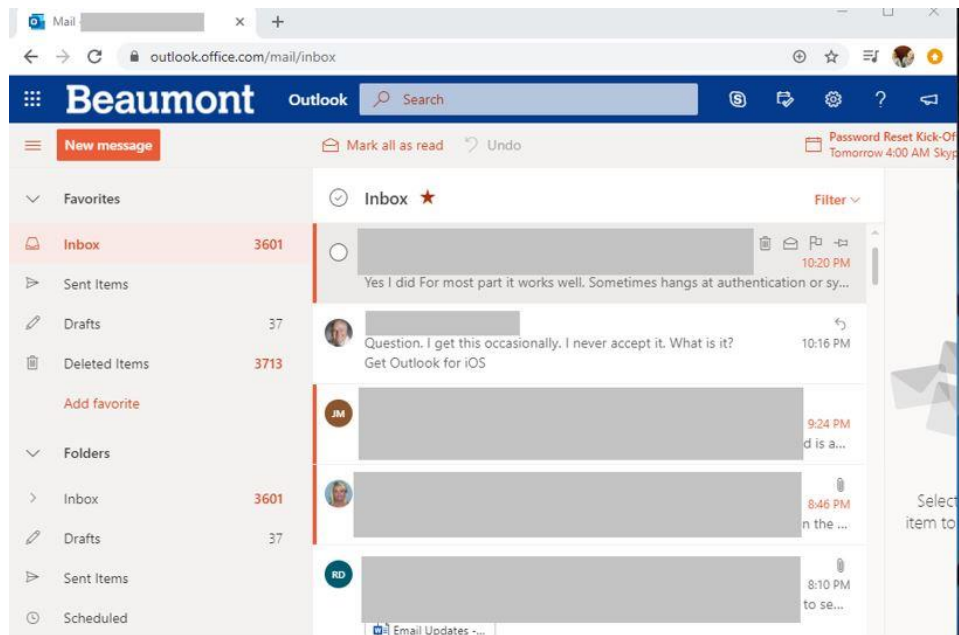 Mail -
outlook.office.com/mail/inbox
Beaumont
Outlook
Search
New message
Mark all as read
Undo
Password Reset Kick-Of
Tomorrow 4:00 AM Skyp
Favorites
Inbox 3601
Sent Items
Drafts 37
Deleted Items 3713
Add favorite
Folders
Inbox 3601
Drafts 37
Sent Items
Scheduled
Inbox
Filter
10:20 PM
Yes I did For most part it works well. Sometimes hangs at authentication or sy...
Question. I get this occasionally. I never accept it. What is it?
10:16 PM
Get Outlook for iOS
JM
9:24 PM
d is a...
8:46 PM
n the ...
RD
8:10 PM
to se...
Email Updates -...
Select
item to